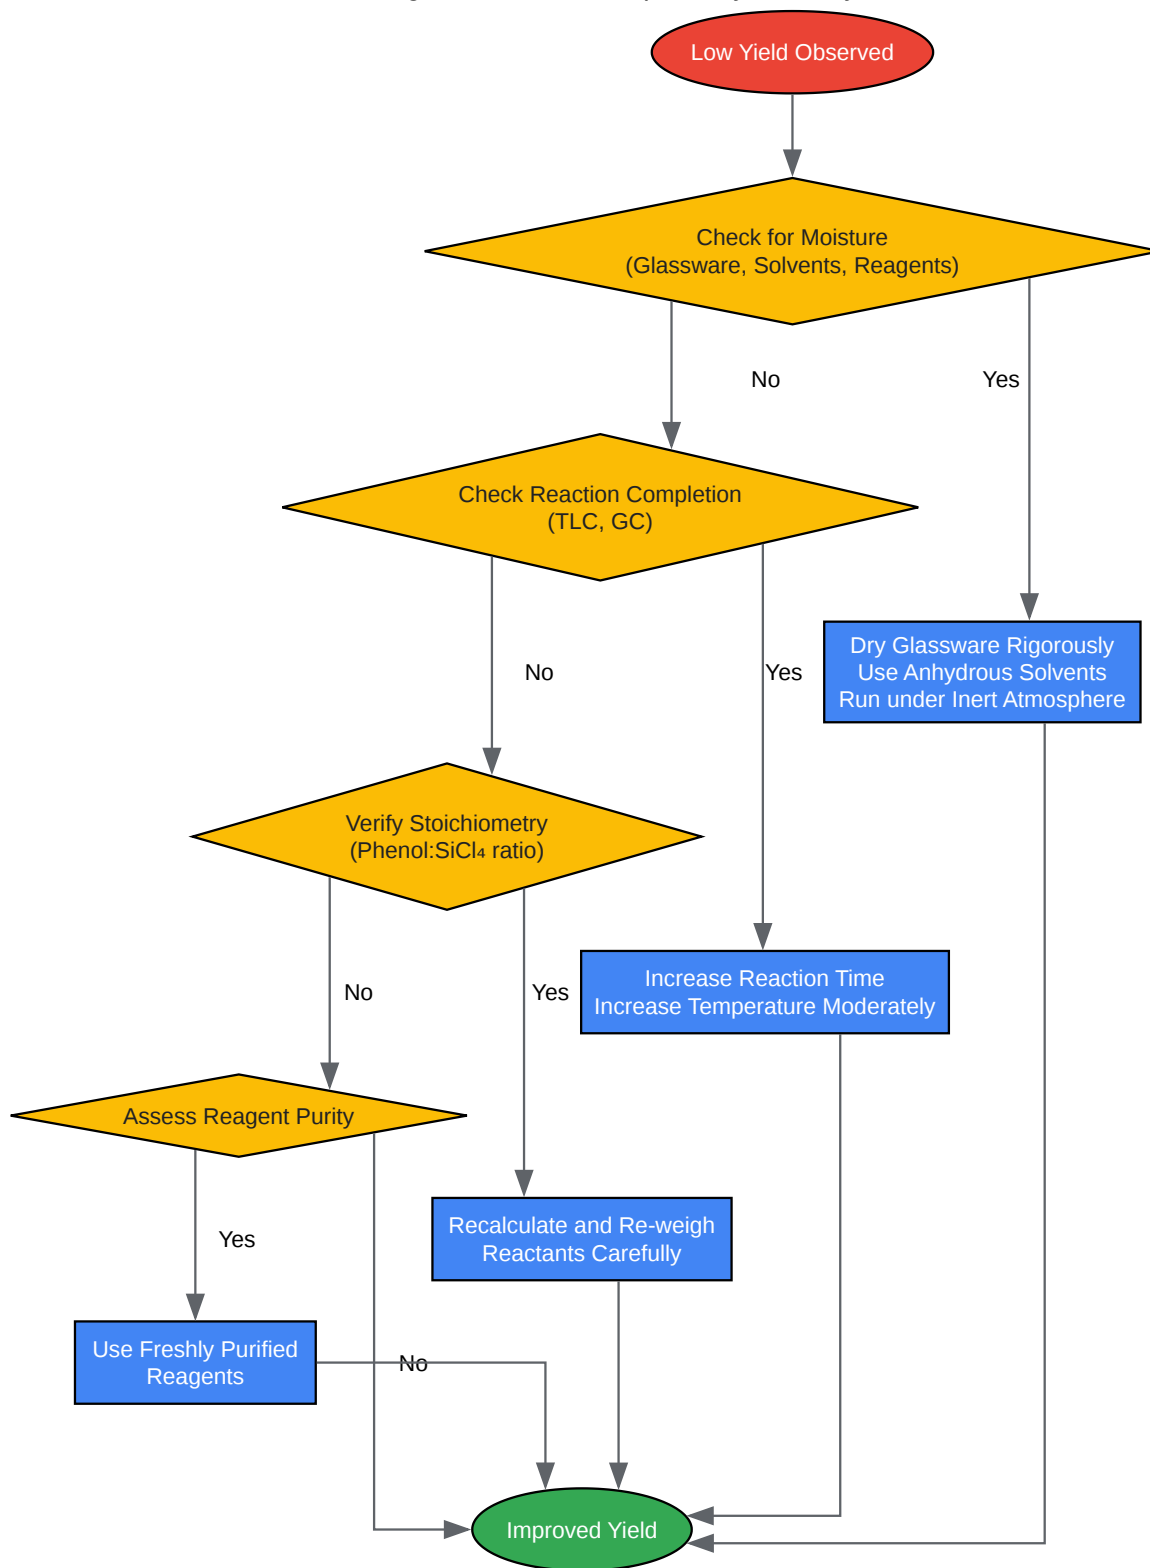 Low Yield Observed
Check for Moisture
(Glassware, Solvents, Reagents)
No
Yes
Check Reaction Completion
(TLC, GC)
No
Yes
Dry Glassware Rigorously
Use Anhydrous Solvents
Run under Inert Atmosphere
Verify Stoichiometry
(Phenol:SiCl₄ ratio)
No
Yes
Increase Reaction Time
Increase Temperature Moderately
Assess Reagent Purity
Yes
Recalculate and Re-weigh
Reactants Carefully
Use Freshly Purified
Reagents
No
Improved Yield